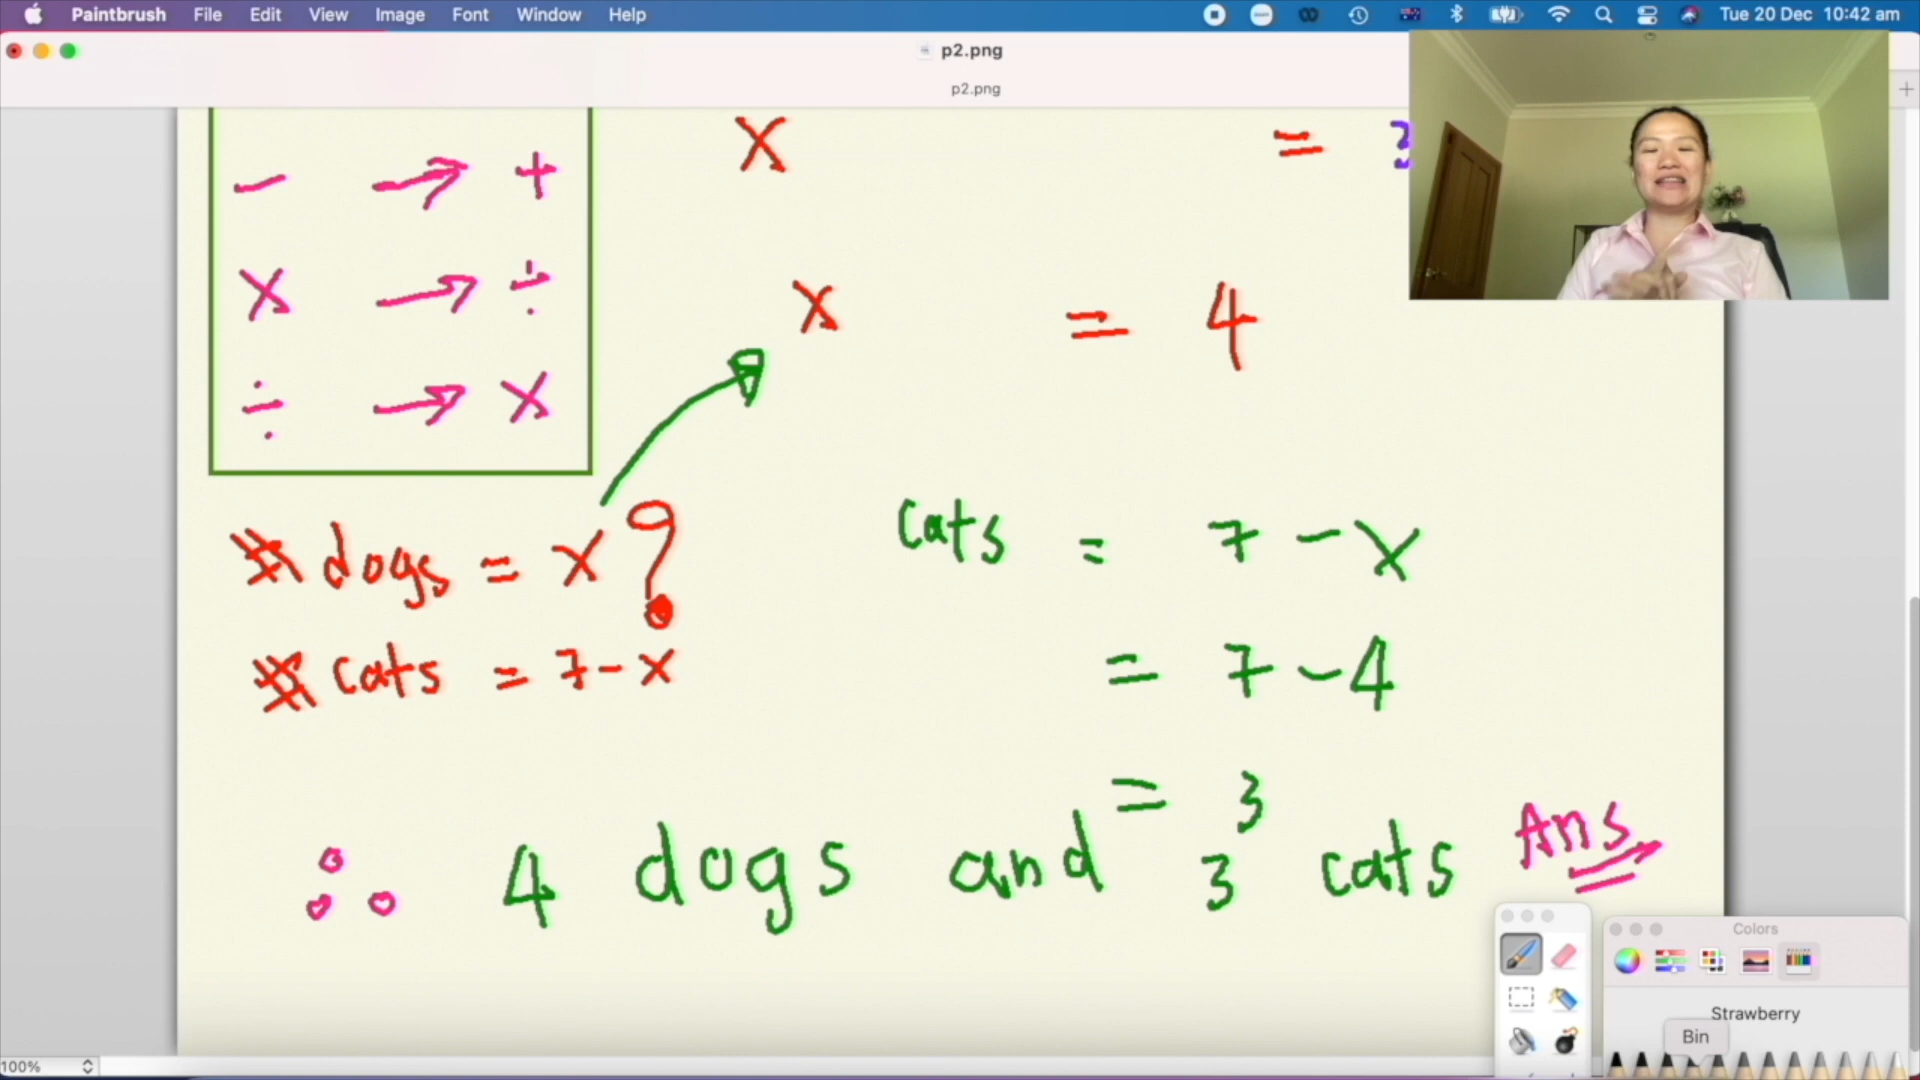 Paintbrush File Edit View Image Font Window Help Tue 20 Dec 10:42 am
p2.png
p2.png
X = 3
- → +
X → ÷
÷ → X
X = 4
# dogs = x ?
# cats = 7 - x
cats = 7 - x
= 7 - 4
= 3
∴ 4 dogs and 3 cats Ans
Colors
Strawberry
Bin
100%